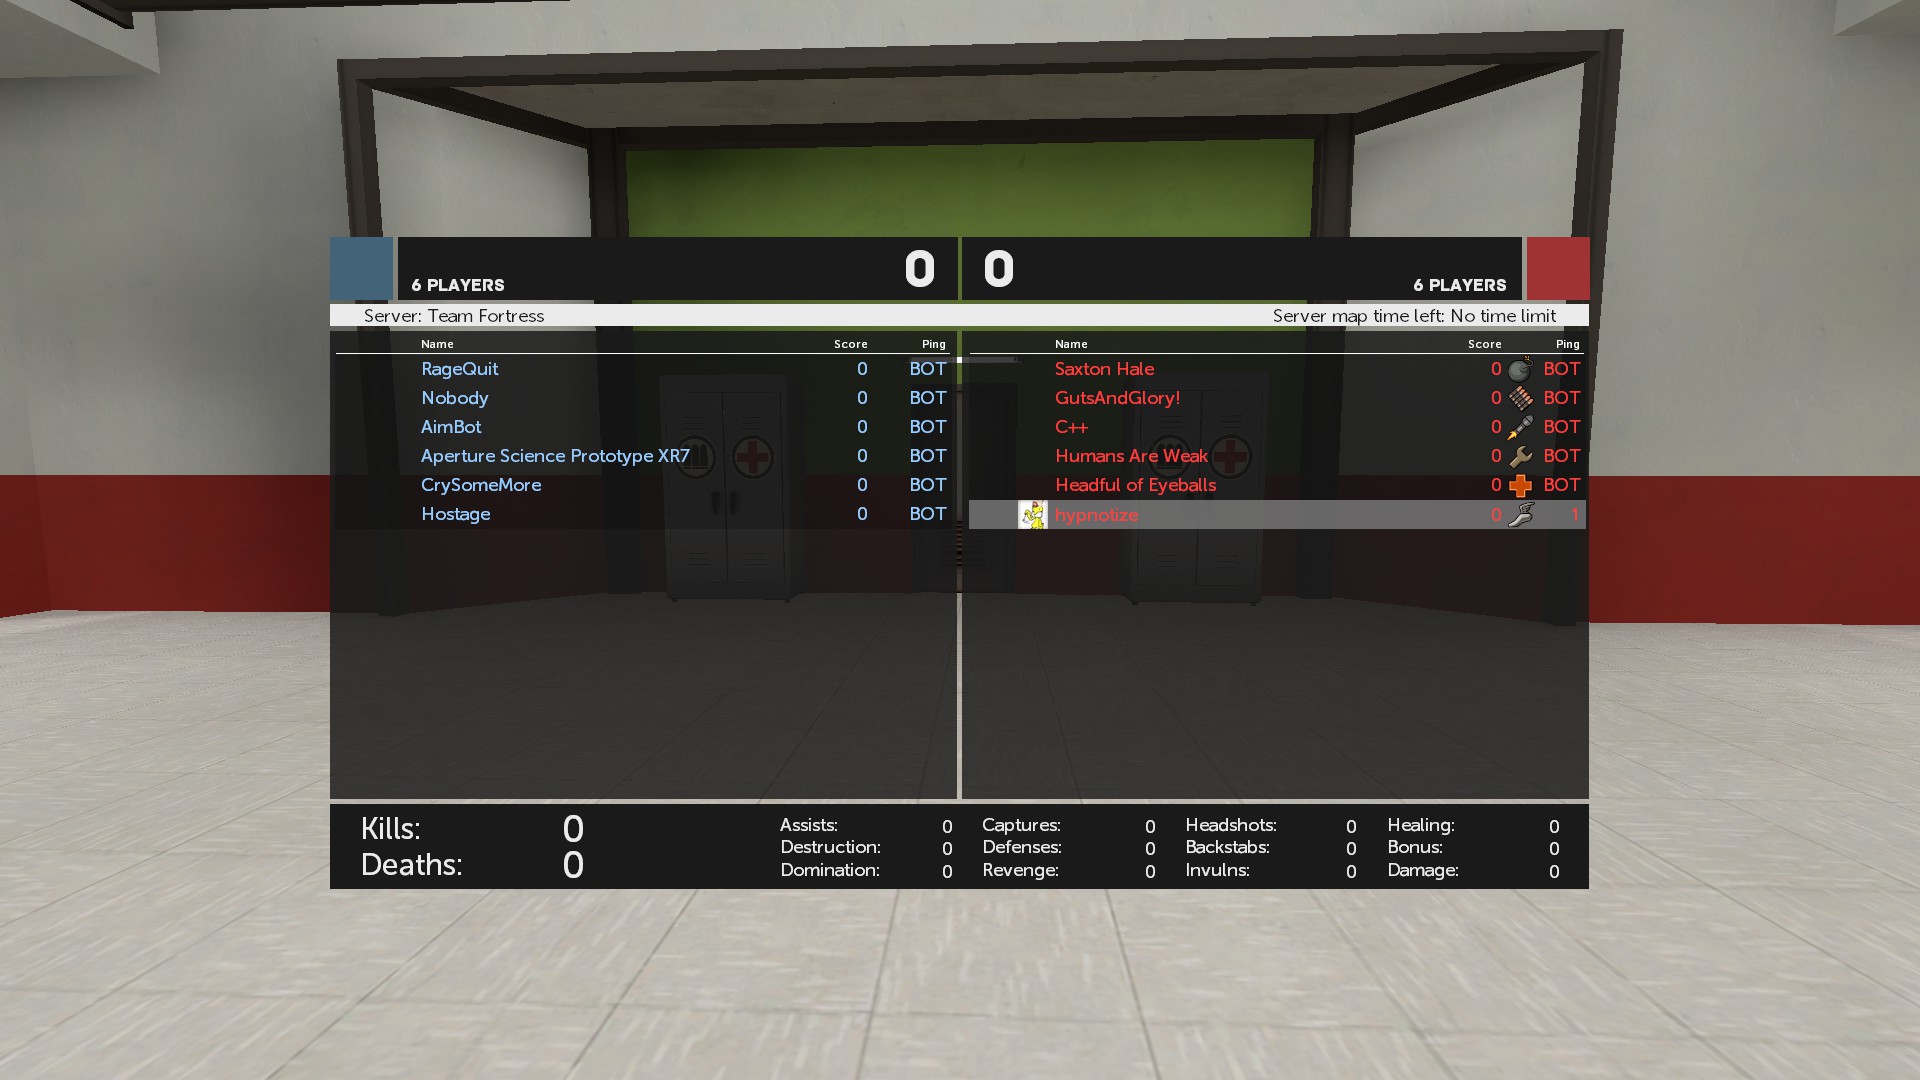 0 0
6 PLAYERS 6 PLAYERS
Server: Team Fortress Server map time left: No time limit
Name Score Ping Name Score Ping
RageQuit 0 BOT Saxton Hale 0 BOT
Nobody 0 BOT GutsAndGlory! 0 BOT
AimBot 0 BOT C++ 0 BOT
Aperture Science Prototype XR7 0 BOT Humans Are Weak 0 BOT
CrySomeMore 0 BOT Headful of Eyeballs 0 BOT
Hostage 0 BOT hypnotize 0 1
Kills: 0 Assists: 0 Captures: 0 Headshots: 0 Healing: 0
Destruction: 0 Defenses: 0 Backstabs: 0 Bonus: 0
Deaths: 0 Domination: 0 Revenge: 0 Invulns: 0 Damage: 0